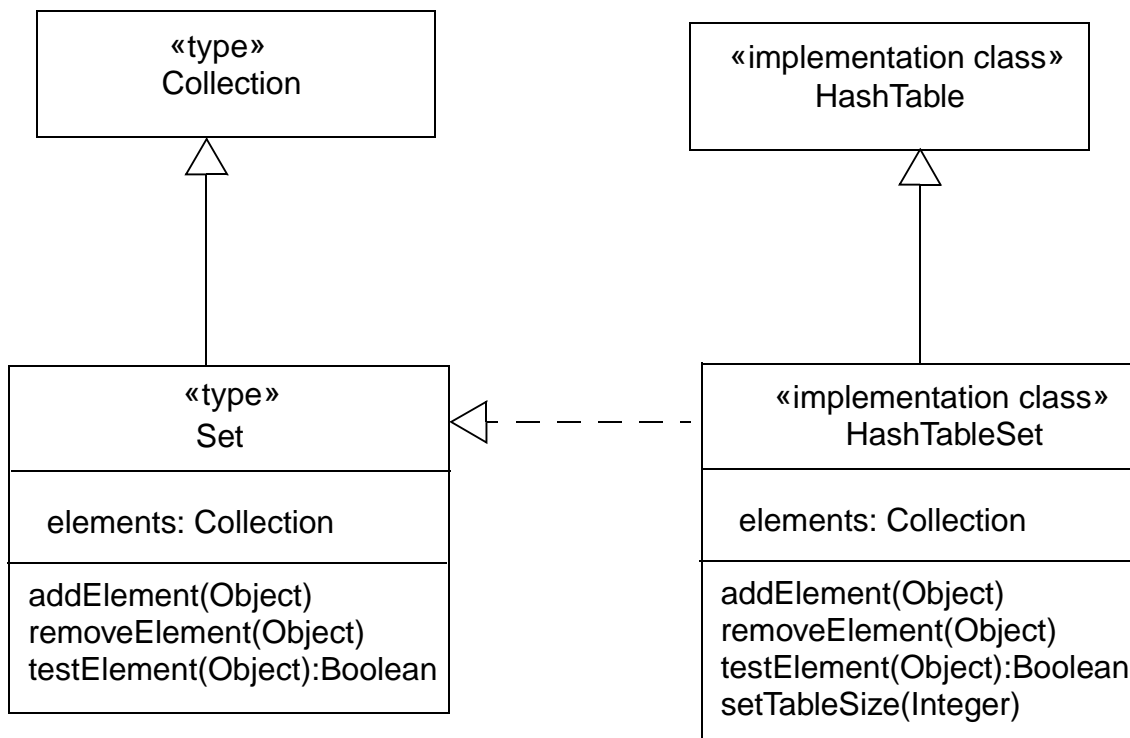 «type»
Collection
«implementation class»
HashTable
«type»
Set
elements: Collection
addElement(Object)
removeElement(Object)
testElement(Object):Boolean
«implementation class»
HashTableSet
elements: Collection
addElement(Object)
removeElement(Object)
testElement(Object):Boolean
setTableSize(Integer)